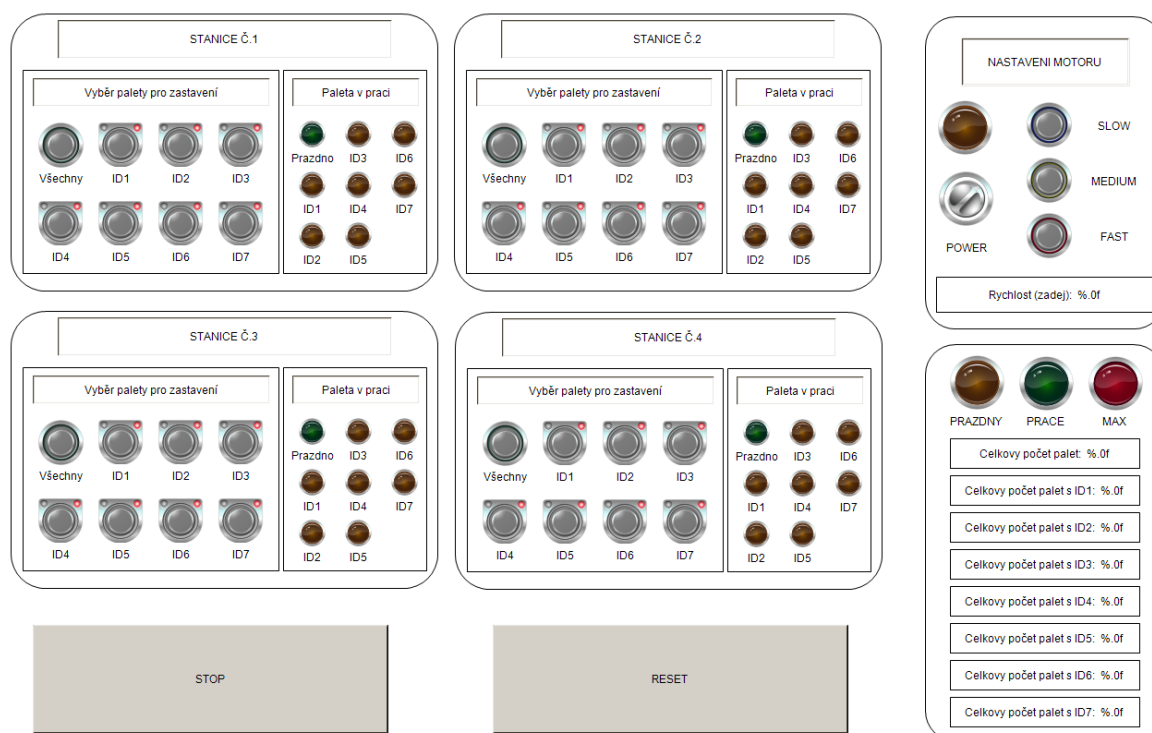 STANICE Č.1
Vyběr palety pro zastavení
Paleta v praci
Všechny ID1 ID2 ID3
ID4 ID5 ID6 ID7
Prazdno ID3 ID6
ID1 ID4 ID7
ID2 ID5
STANICE Č.2
Vyběr palety pro zastavení
Paleta v praci
Všechny ID1 ID2 ID3
ID4 ID5 ID6 ID7
Prazdno ID3 ID6
ID1 ID4 ID7
ID2 ID5
NASTAVENI MOTORU
SLOW
MEDIUM
POWER
FAST
Rychlost (zadej): %.0f
STANICE Č.3
Vyběr palety pro zastavení
Paleta v praci
Všechny ID1 ID2 ID3
ID4 ID5 ID6 ID7
Prazdno ID3 ID6
ID1 ID4 ID7
ID2 ID5
STANICE Č.4
Vyběr palety pro zastavení
Paleta v praci
Všechny ID1 ID2 ID3
ID4 ID5 ID6 ID7
Prazdno ID3 ID6
ID1 ID4 ID7
ID2 ID5
PRAZDNY PRACE MAX
Celkovy počet palet: %.0f
Celkovy počet palet s ID1: %.0f
Celkovy počet palet s ID2: %.0f
Celkovy počet palet s ID3: %.0f
Celkovy počet palet s ID4: %.0f
Celkovy počet palet s ID5: %.0f
Celkovy počet palet s ID6: %.0f
Celkovy počet palet s ID7: %.0f
STOP
RESET